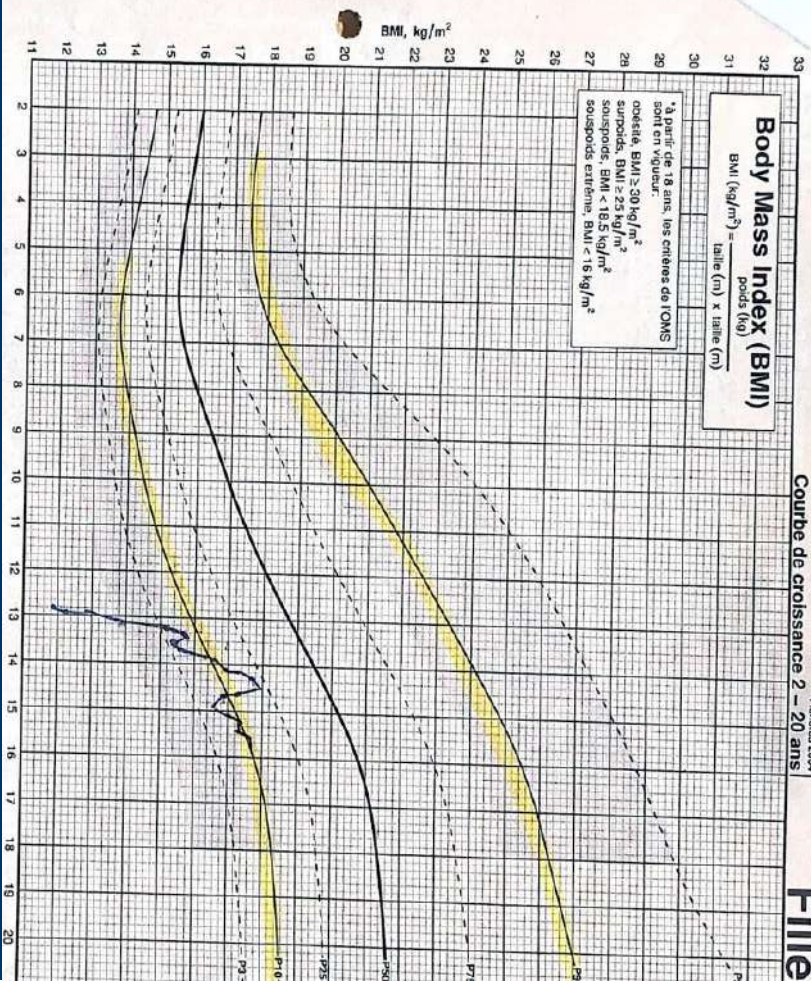 Fille
Courbe de croissance 2 – 20 ans
Body Mass Index (BMI)
BMI (kg/m²) =
poids (kg)
taille (m) x taille (m)
*à partir de 18 ans, les critères de l'OMS
sont en vigueur:
obésité, BMI ≥ 30 kg/m²
surpoids, BMI ≥ 25 kg/m²
souspoids, BMI < 18.5 kg/m²
souspoids extrême, BMI < 16 kg/m²
BMI, kg/m²
33
32
31
30
29
28
27
26
25
24
23
22
21
20
19
18
17
16
15
14
13
12
11
2 3 4 5 6 7 8 9 10 11 12 13 14 15 16 17 18 19 20
P50
P25
P10
P3